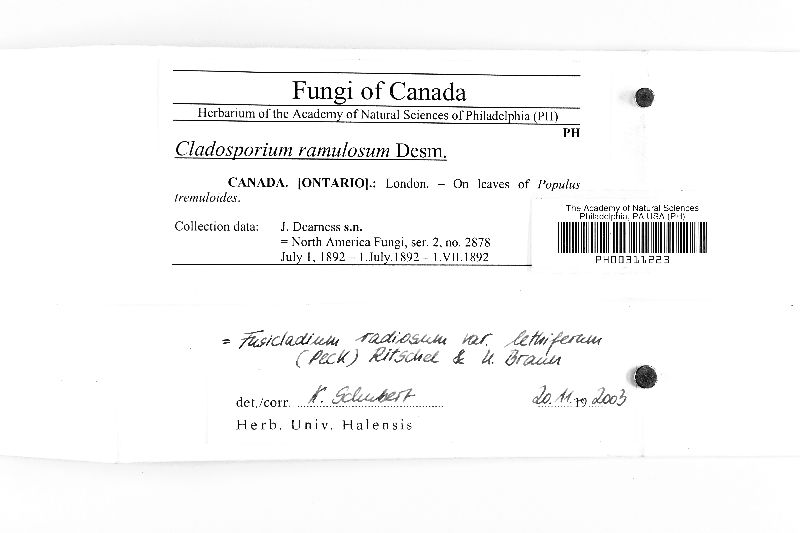 Fungi of Canada
Herbarium of the Academy of Natural Sciences of Philadelphia (PH)
PH
Cladosporium ramulosum Desm.
CANADA. [ONTARIO].: London. – On leaves of Populus
tremuloides.
Collection data: J. Dearness s.n.
= North America Fungi, ser. 2, no. 2878
July 1, 1892 – 1.July.1892 – 1.VII.1892
The Academy of Natural Sciences
Philadelphia, PA USA (PH)
PH00311223
= Fusicladium radiosum var. lethiferum
(Peck) Ritschel & U. Braun
det./corr. K. Schubert 20.11.19 2003
Herb. Univ. Halensis